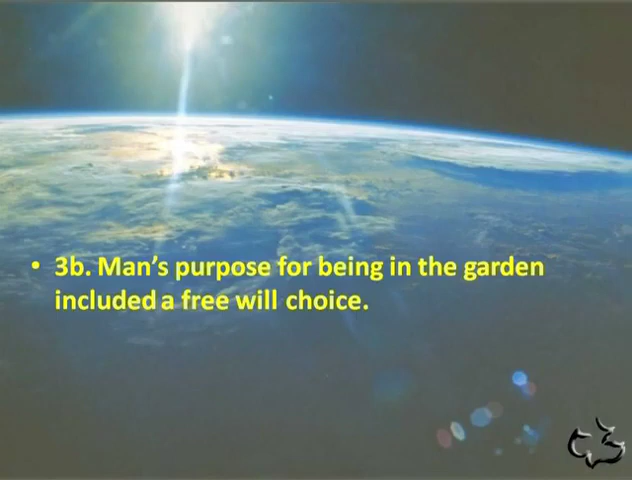 • 3b. Man's purpose for being in the garden
included a free will choice.